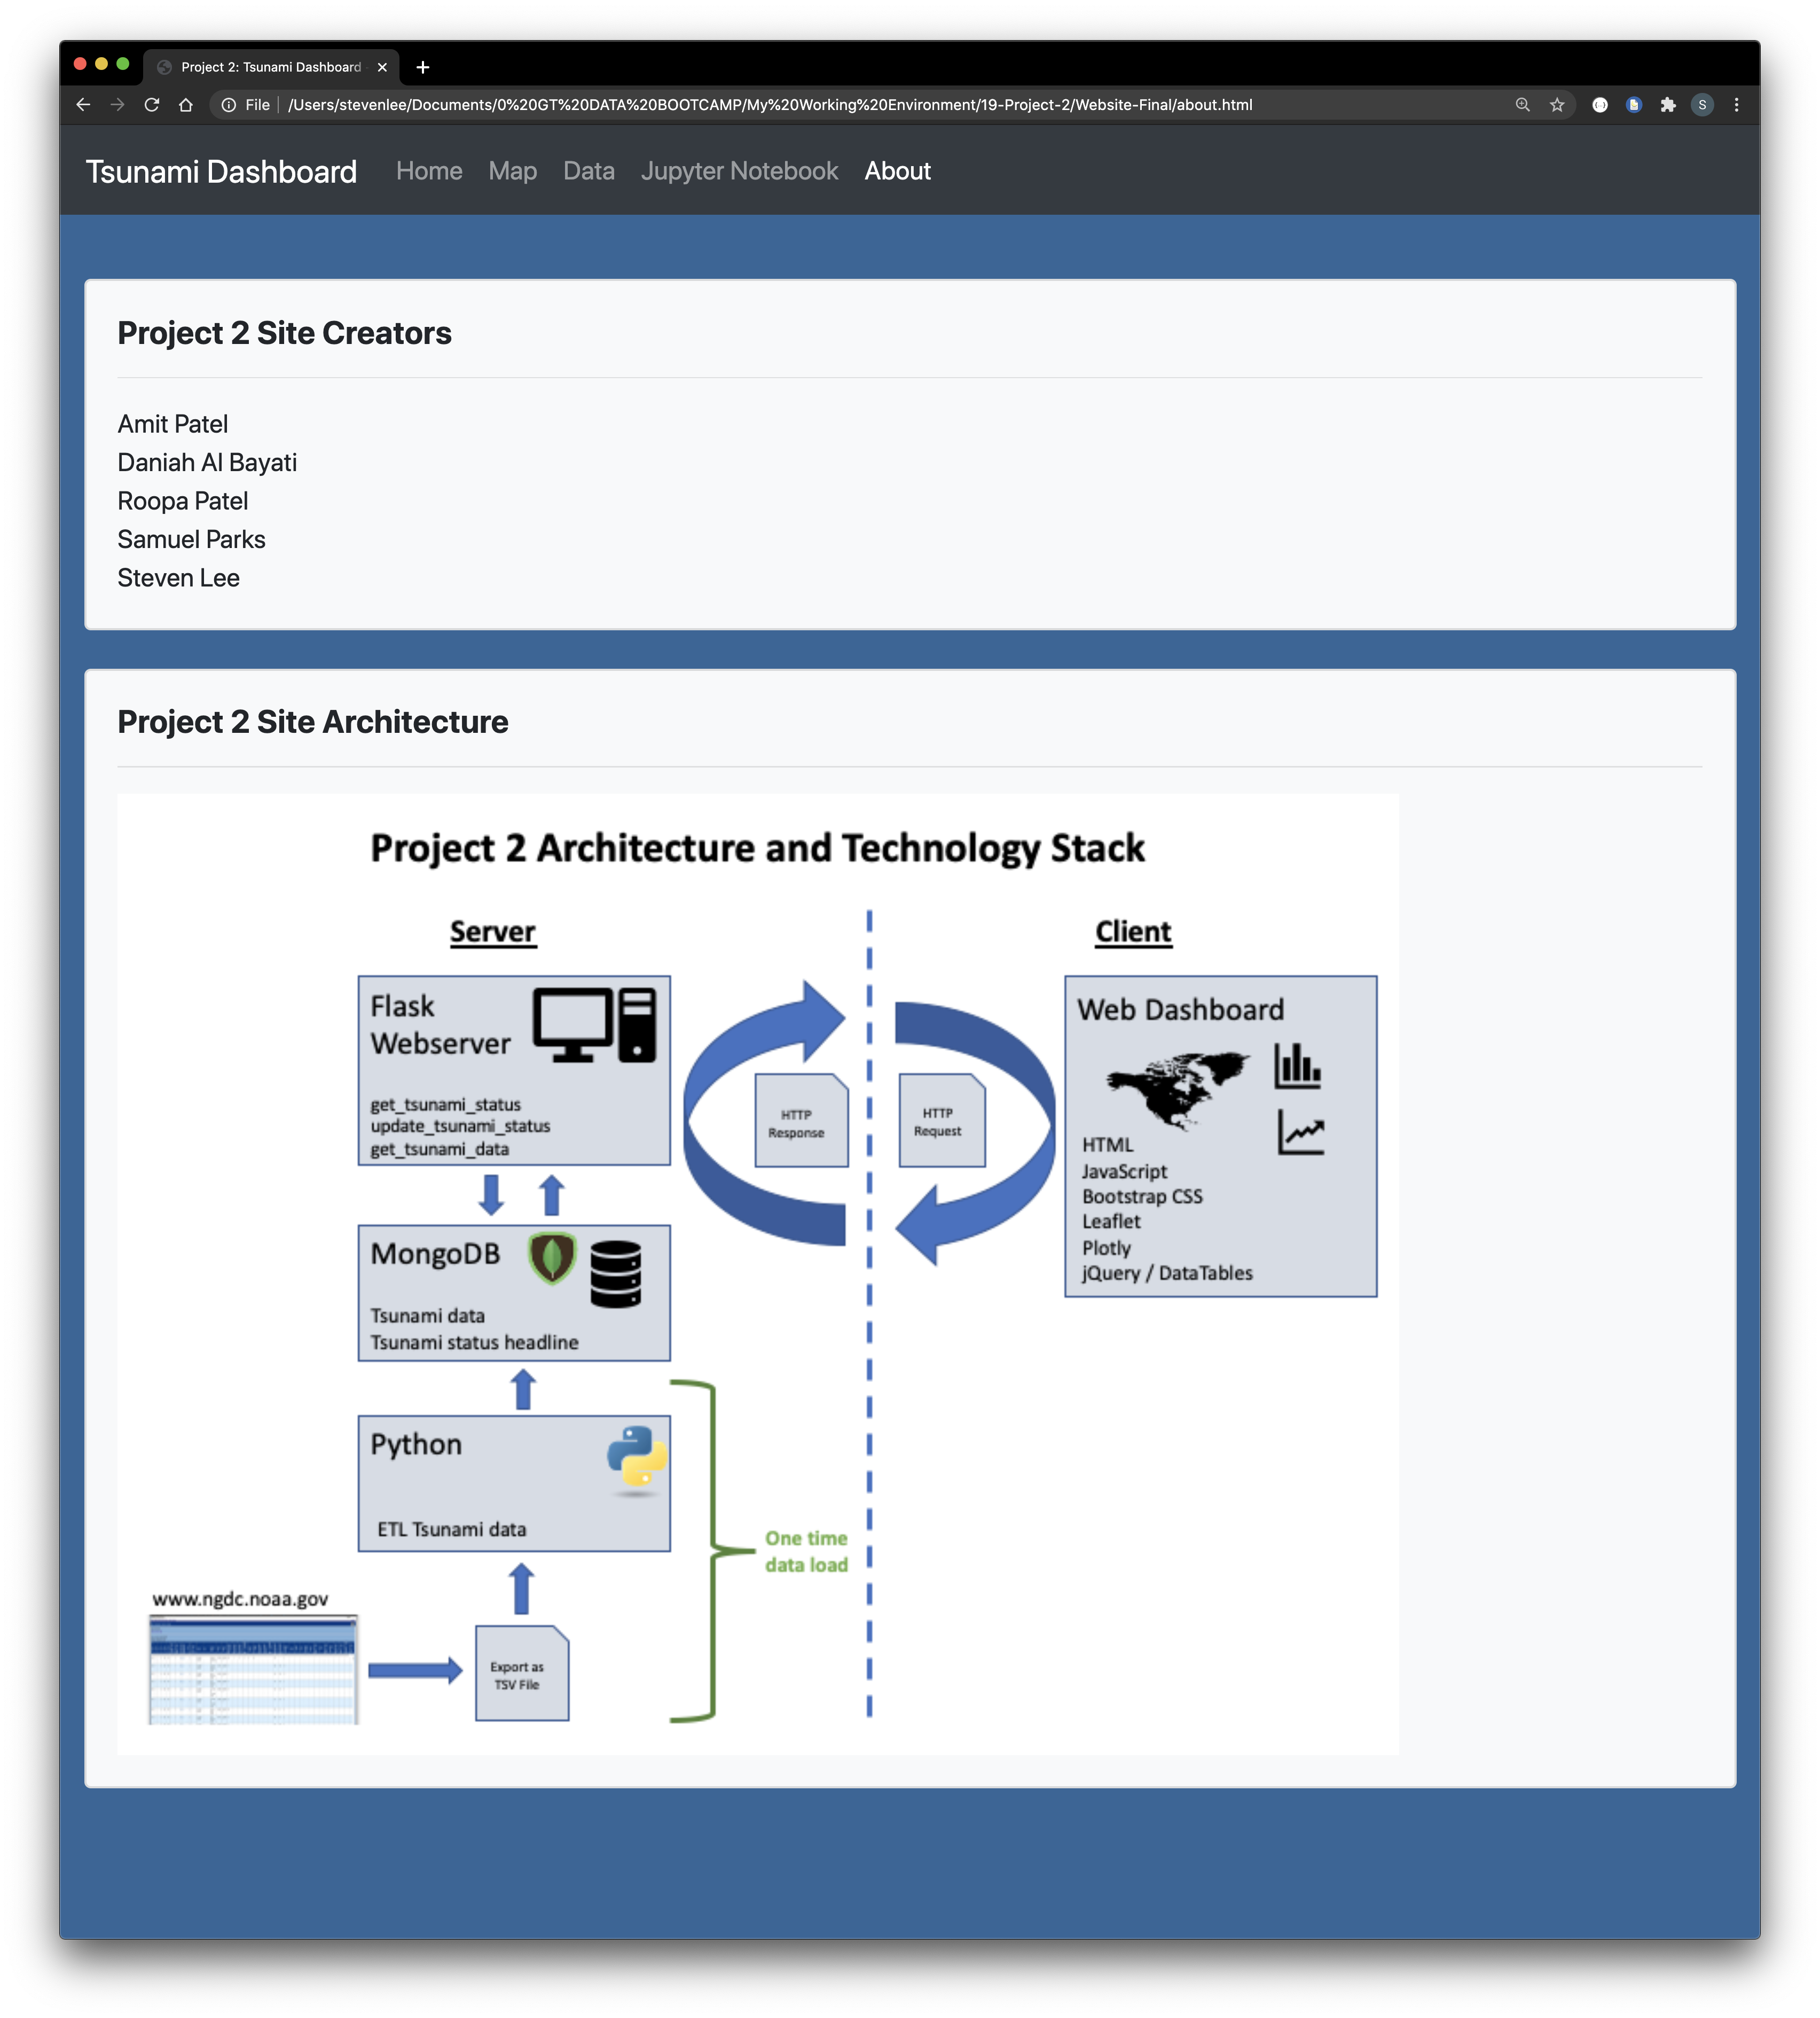 Project 2: Tsunami Dashboard
File
/Users/stevenlee/Documents/0%20GT%20DATA%20BOOTCAMP/My%20Working%20Environment/19-Project-2/Website-Final/about.html
S
Tsunami Dashboard
Home
Map
Data
Jupyter Notebook
About
Project 2 Site Creators
Amit Patel
Daniah Al Bayati
Roopa Patel
Samuel Parks
Steven Lee
Project 2 Site Architecture
Project 2 Architecture and Technology Stack
Server
Flask
Webserver
get_tsunami_status
update_tsunami_status
get_tsunami_data
MongoDB
Tsunami data
Tsunami status headline
Python
ETL Tsunami data
www.ngdc.noaa.gov
Export as
TSV File
One time
data load
HTTP
Response
HTTP
Request
Client
Web Dashboard
HTML
JavaScript
Bootstrap CSS
Leaflet
Plotly
jQuery / DataTables